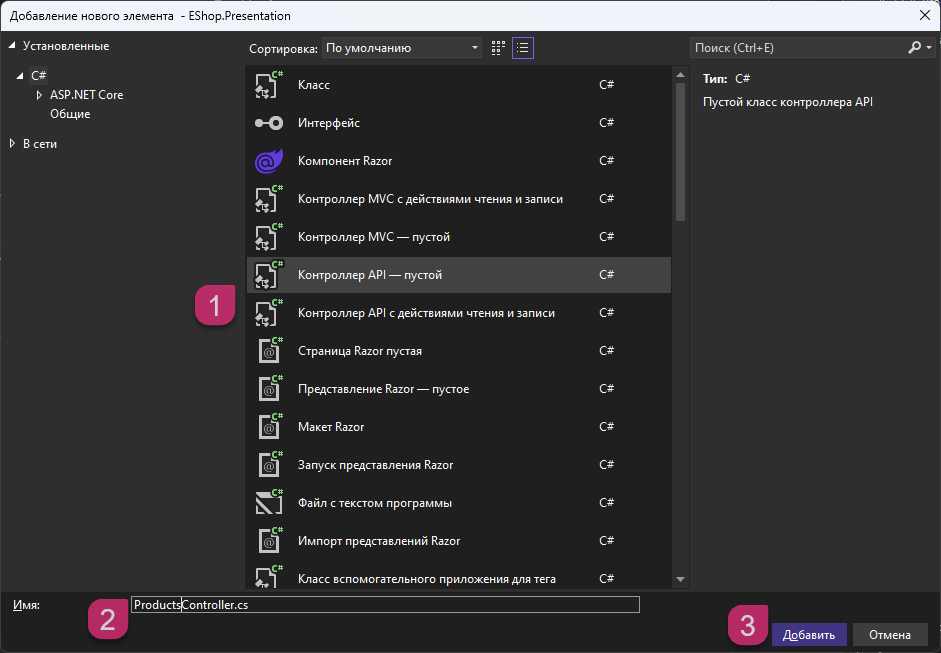 Добавление нового элемента - EShop.Presentation
Установленные
C#
ASP.NET Core
Общие
В сети
Сортировка: По умолчанию
Поиск (Ctrl+E)
Класс C#
Интерфейс C#
Компонент Razor C#
Контроллер MVC с действиями чтения и записи C#
Контроллер MVC — пустой C#
Контроллер API — пустой C#
Контроллер API с действиями чтения и записи C#
Страница Razor пустая C#
Представление Razor — пустое C#
Макет Razor C#
Запуск представления Razor C#
Файл с текстом программы C#
Импорт представлений Razor C#
Класс вспомогательного приложения для тега C#
Тип: C#
Пустой класс контроллера API
1
Имя: ProductsController.cs
2
3
Добавить Отмена